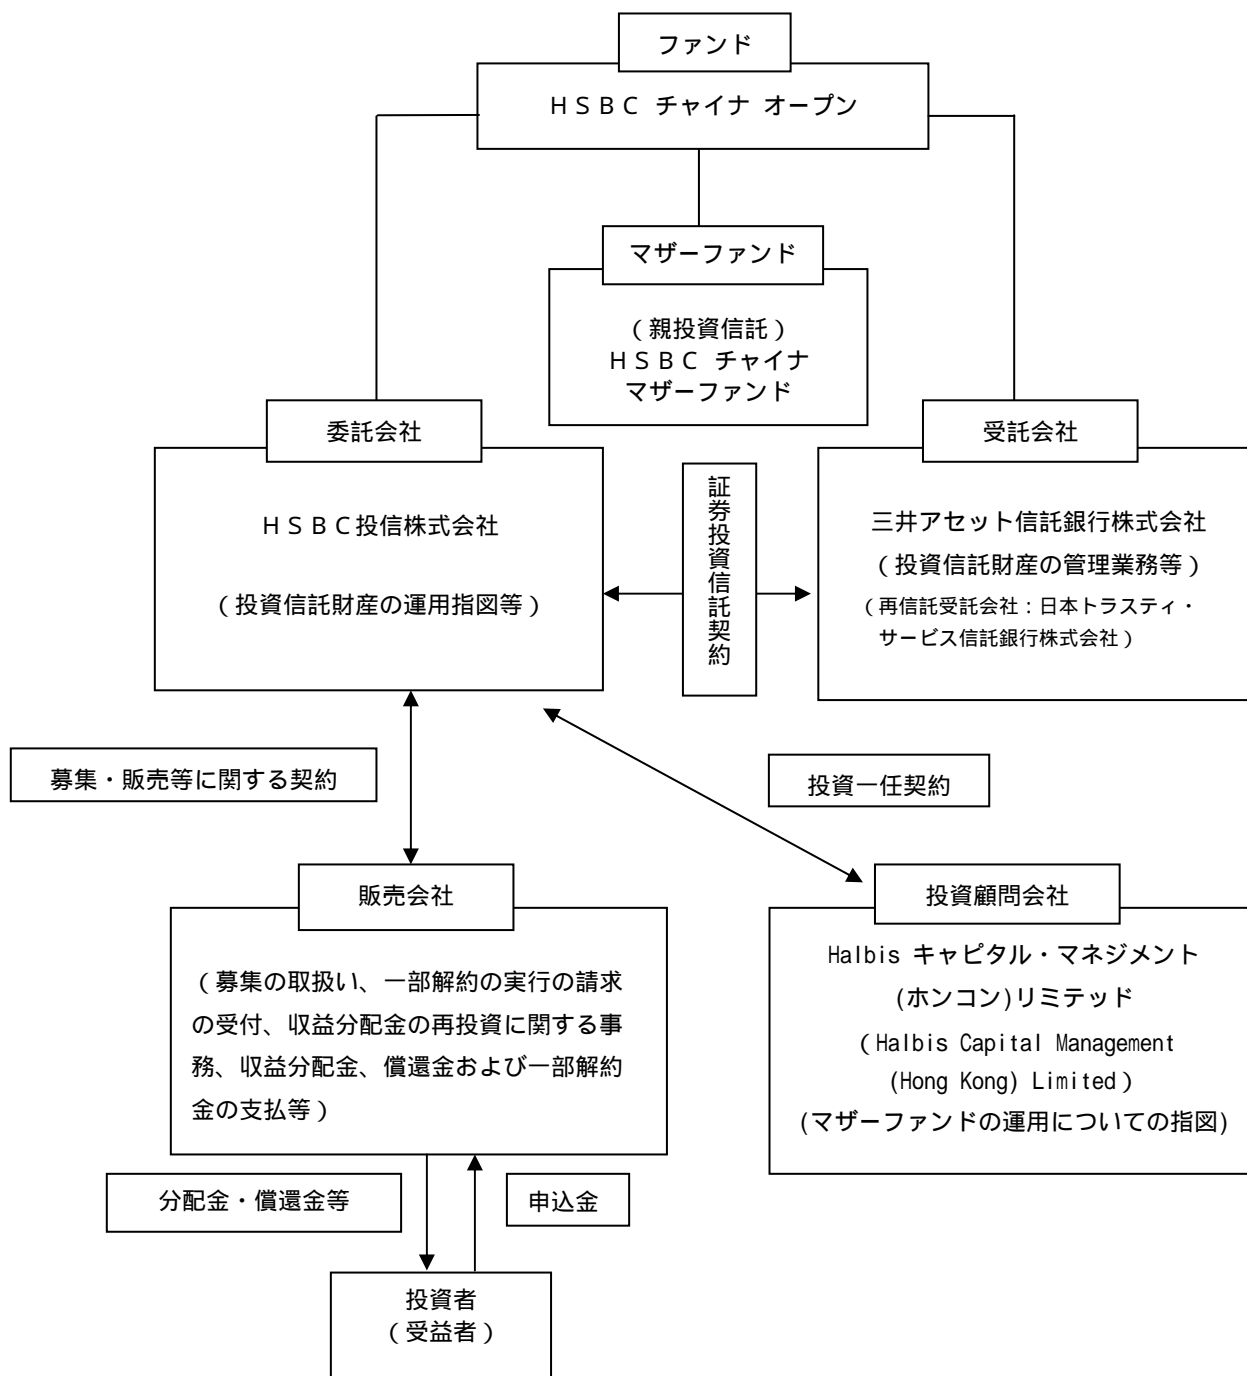 ファンド
ＨＳＢＣ チャイナ オープン
マザーファンド
（親投資信託）
ＨＳＢＣ チャイナ
マザーファンド
委託会社
ＨＳＢＣ投信株式会社
（投資信託財産の運用指図等）
証券投資信託契約
受託会社
三井アセット信託銀行株式会社
（投資信託財産の管理業務等）
（再信託受託会社：日本トラスティ・
サービス信託銀行株式会社）
募集・販売等に関する契約
投資一任契約
販売会社
（募集の取扱い、一部解約の実行の請求
の受付、収益分配金の再投資に関する事
務、収益分配金、償還金および一部解約
金の支払等）
投資顧問会社
Halbis キャピタル・マネジメント
(ホンコン)リミテッド
（Halbis Capital Management
(Hong Kong) Limited）
(マザーファンドの運用についての指図)
分配金・償還金等
申込金
投資者
（受益者）